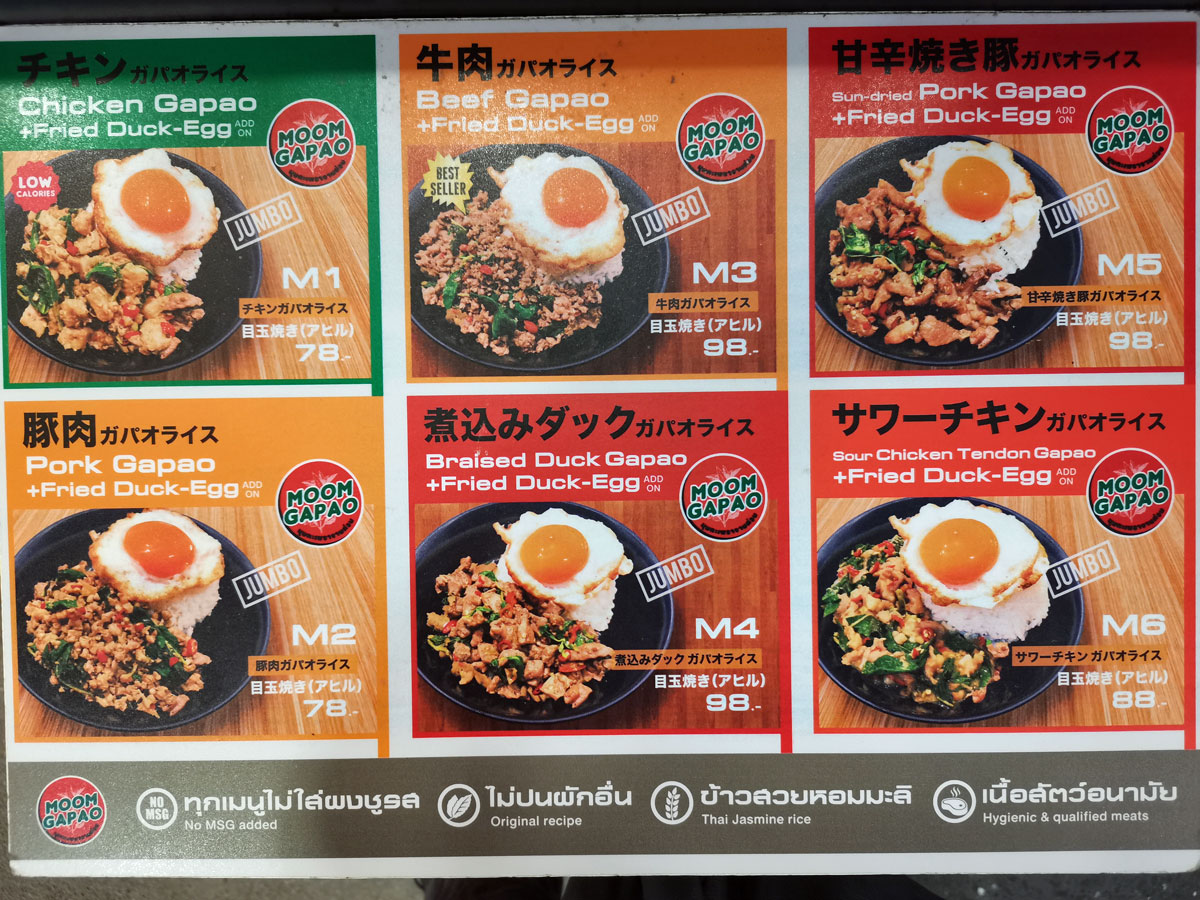 チキンガパオライス
Chicken Gapao
+Fried Duck-Egg ADD ON
MOOM GAPAO
LOW CALORIES
JUMBO
M1
チキンガパオライス
目玉焼き(アヒル)
78.-
牛肉ガパオライス
Beef Gapao
+Fried Duck-Egg ADD ON
MOOM GAPAO
BEST SELLER
JUMBO
M3
牛肉ガパオライス
目玉焼き(アヒル)
98.-
甘辛焼き豚ガパオライス
Sun-dried Pork Gapao
+Fried Duck-Egg ADD ON
MOOM GAPAO
JUMBO
M5
甘辛焼き豚ガパオライス
目玉焼き(アヒル)
98.-
豚肉ガパオライス
Pork Gapao
+Fried Duck-Egg ADD ON
MOOM GAPAO
JUMBO
M2
豚肉ガパオライス
目玉焼き(アヒル)
78.-
煮込みダックガパオライス
Braised Duck Gapao
+Fried Duck-Egg ADD ON
MOOM GAPAO
JUMBO
M4
煮込みダック ガパオライス
目玉焼き(アヒル)
98.-
サワーチキンガパオライス
Sour Chicken Tendon Gapao
+Fried Duck-Egg ADD ON
MOOM GAPAO
JUMBO
M6
サワーチキン ガパオライス
目玉焼き(アヒル)
88.-
MOOM GAPAO
NO MSG
ทุกเมนูไม่ใส่ผงชูรส
No MSG added
ไม่ปนผักอื่น
Original recipe
ข้าวสวยหอมมะลิ
Thai Jasmine rice
เนื้อสัตว์อนามัย
Hygienic & qualified meats